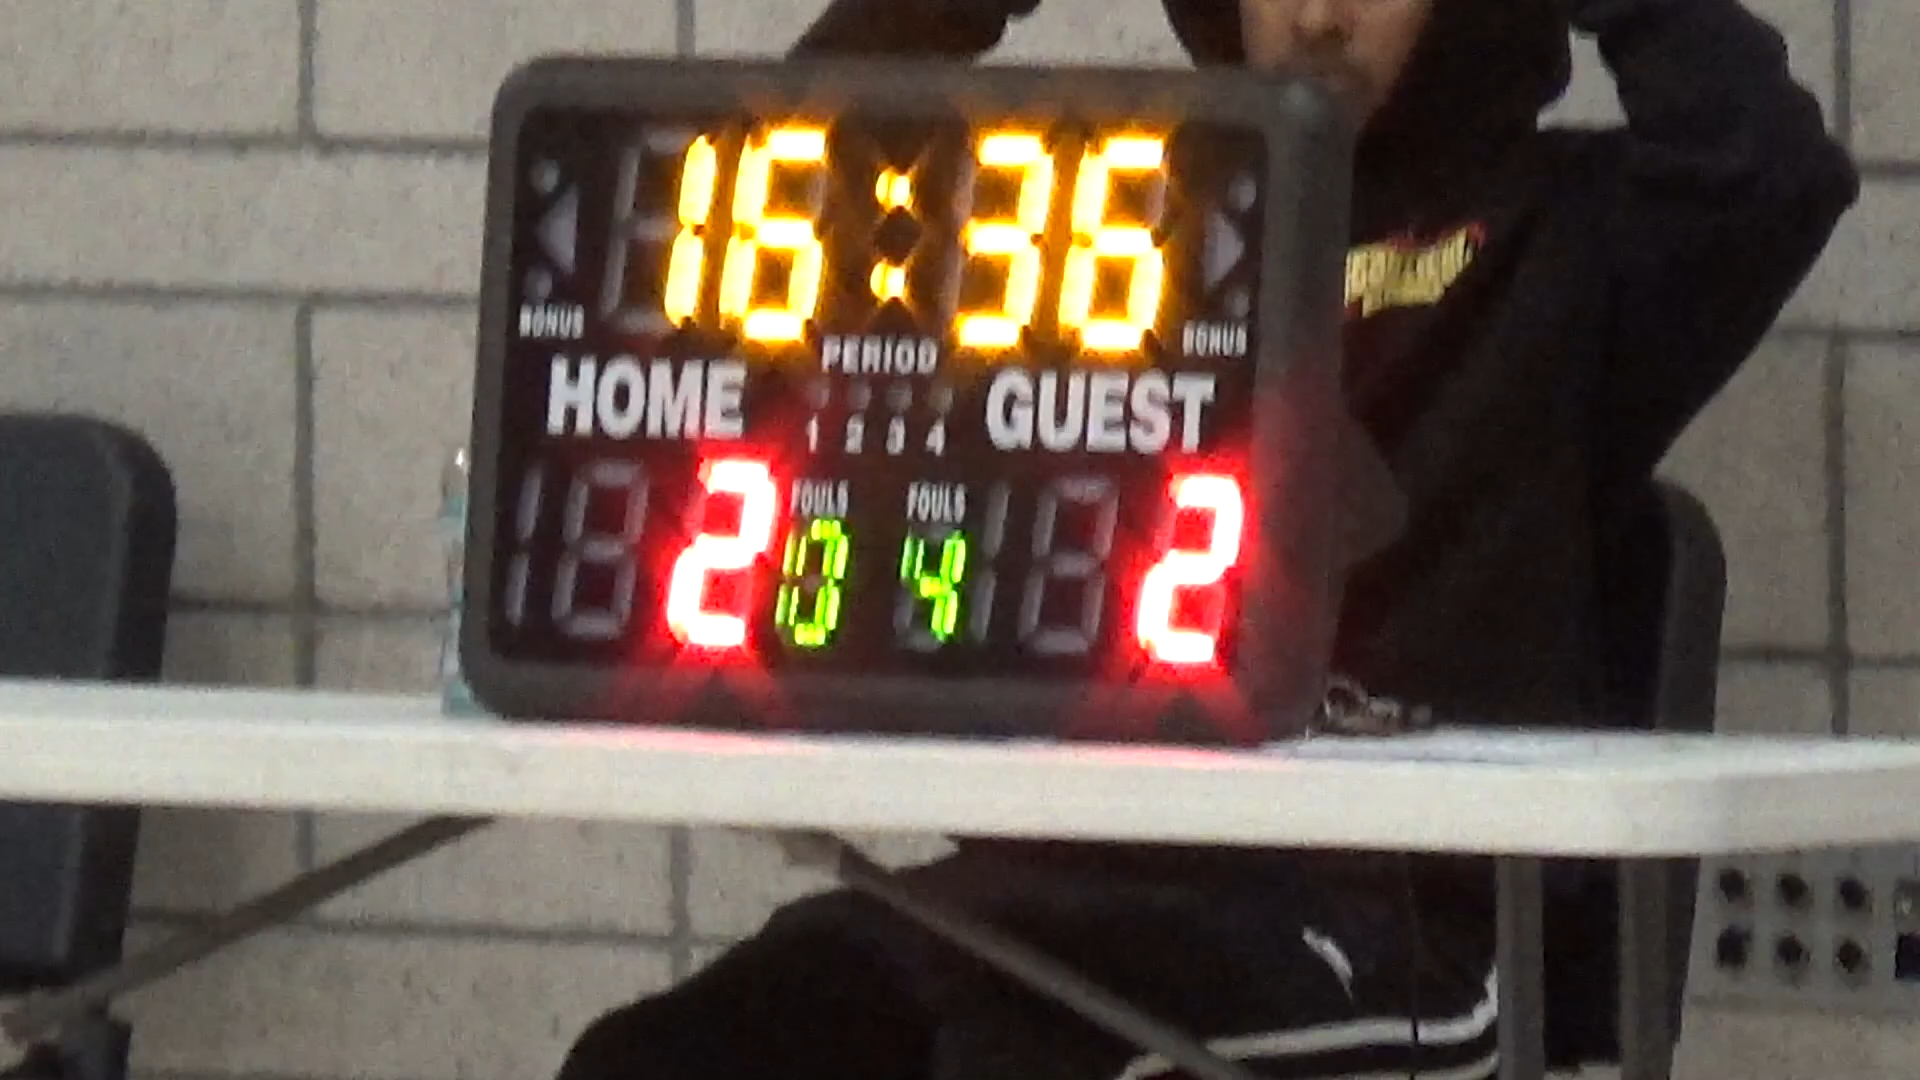 16:36
BONUS BONUS
PERIOD
HOME GUEST
1 2 3 4
FOULS FOULS
2 0 4 2